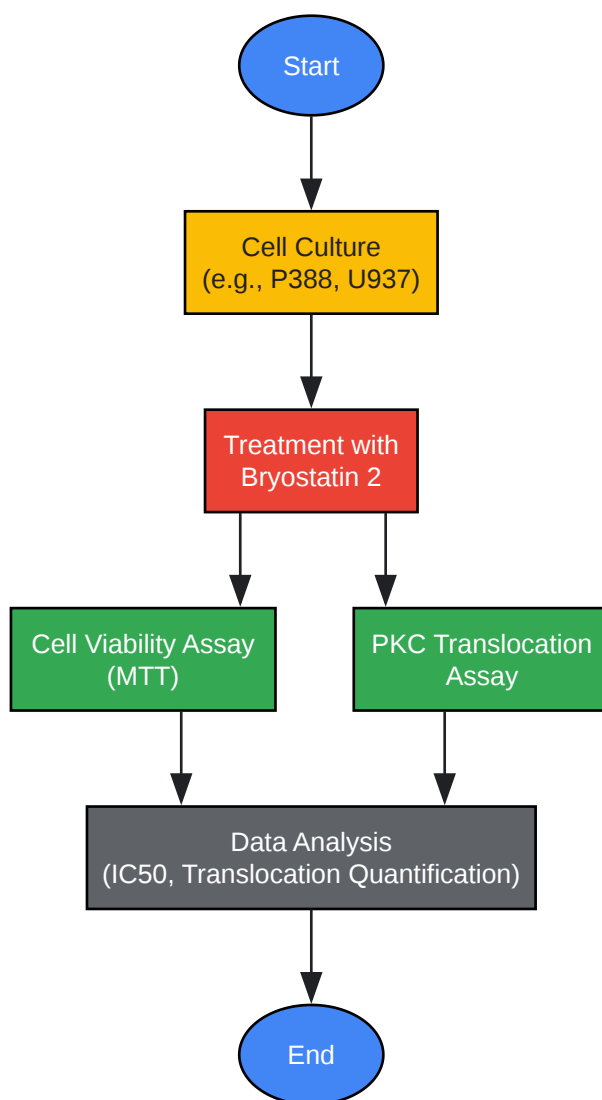 Start
Cell Culture
(e.g., P388, U937)
Treatment with
Bryostatin 2
Cell Viability Assay
(MTT)
PKC Translocation
Assay
Data Analysis
(IC50, Translocation Quantification)
End